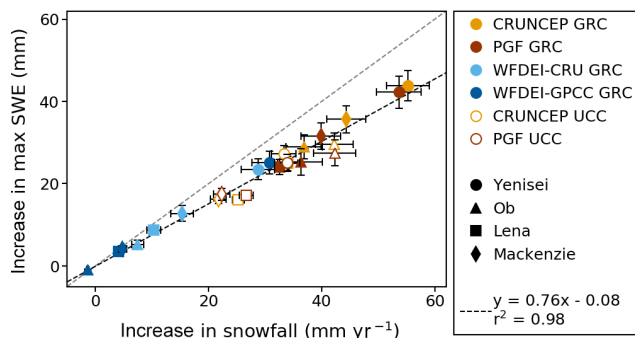 60
40
20
0
Increase in max SWE (mm)
0
20
40
60
Increase in snowfall (mm yr⁻¹)
CRUNCEP GRC
PGF GRC
WFDEI-CRU GRC
WFDEI-GPCC GRC
CRUNCEP UCC
PGF UCC
Yenisei
Ob
Lena
Mackenzie
y = 0.76x - 0.08
r² = 0.98